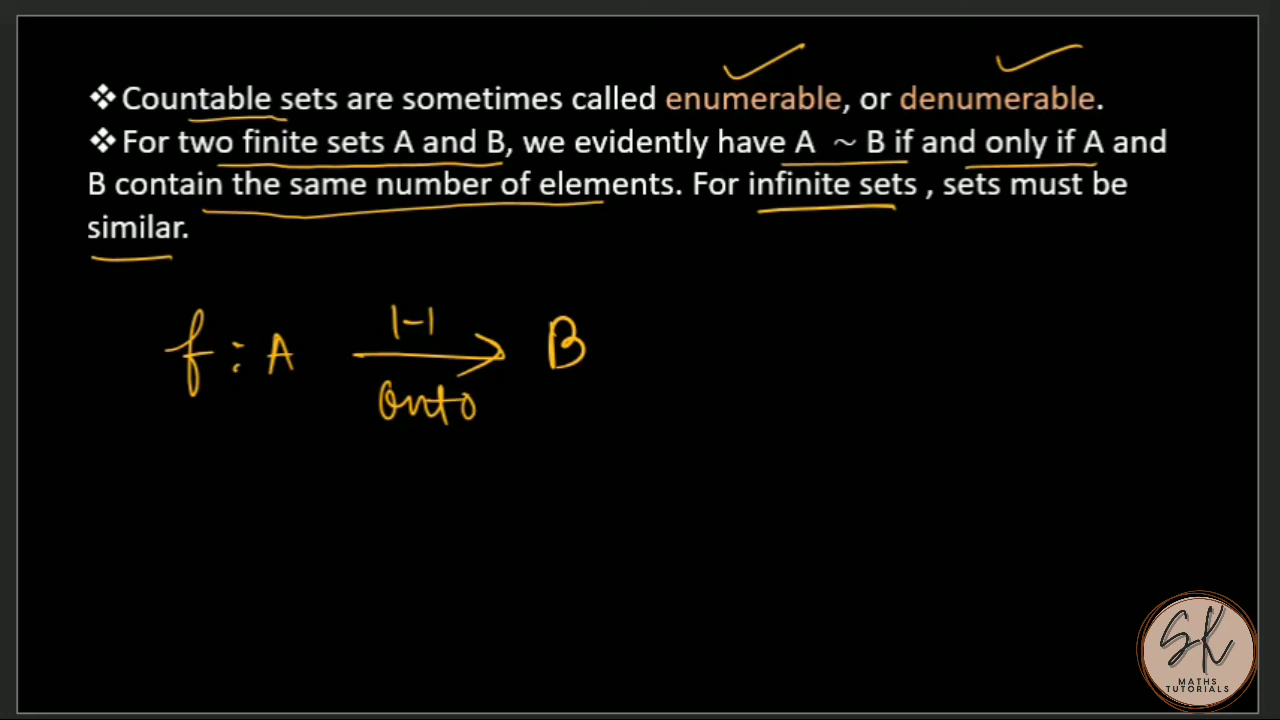 ❖Countable sets are sometimes called enumerable, or denumerable.
❖For two finite sets A and B, we evidently have A ~ B if and only if A and
B contain the same number of elements. For infinite sets , sets must be
similar.
f : A 1-1 B
onto
SK
MATHS
TUTORIALS